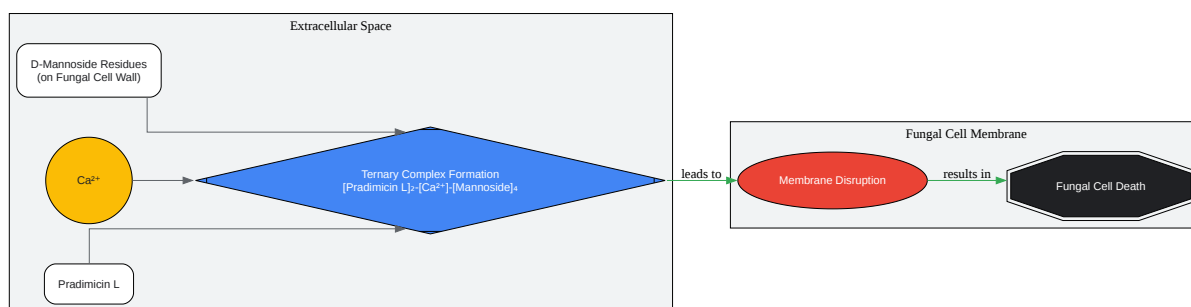 Extracellular Space
D-Mannoside Residues
(on Fungal Cell Wall)
Ca²⁺
Ternary Complex Formation
[Pradimicin L]₂-[Ca²⁺]-[Mannoside]₄
Pradimicin L
leads to
Fungal Cell Membrane
Membrane Disruption
results in
Fungal Cell Death